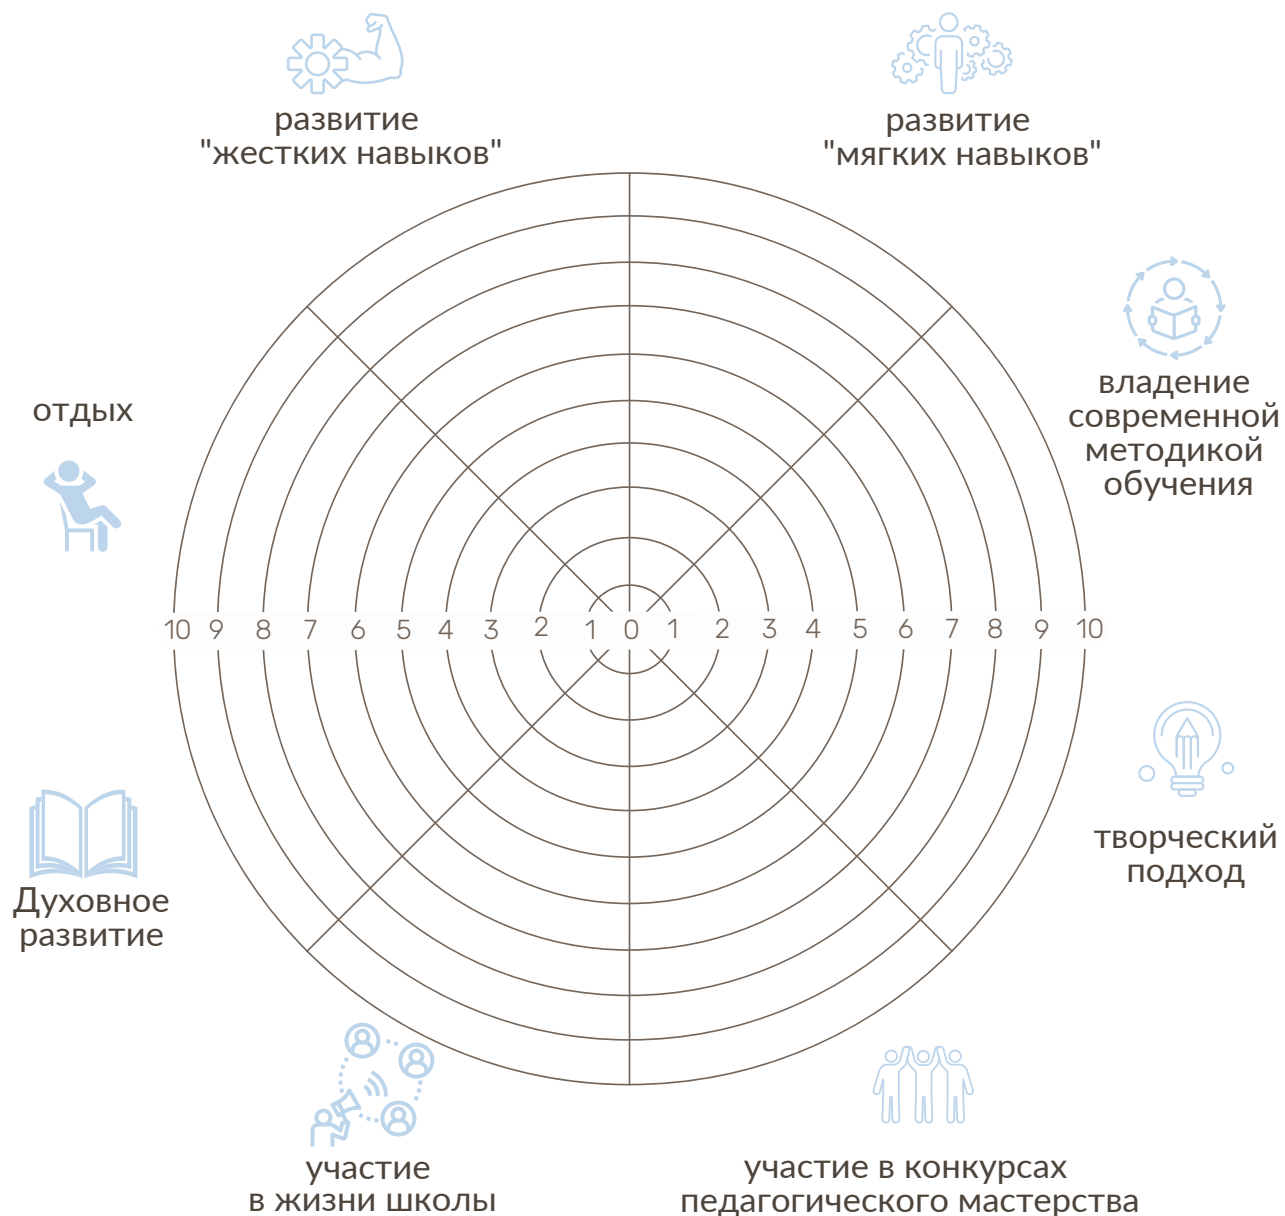 развитие
"жестких навыков"
развитие
"мягких навыков"
владение
современной
методикой
обучения
отдых
10 9 8 7 6 5 4 3 2 1 0 1 2 3 4 5 6 7 8 9 10
творческий
подход
Духовное
развитие
участие
в жизни школы
участие в конкурсах
педагогического мастерства